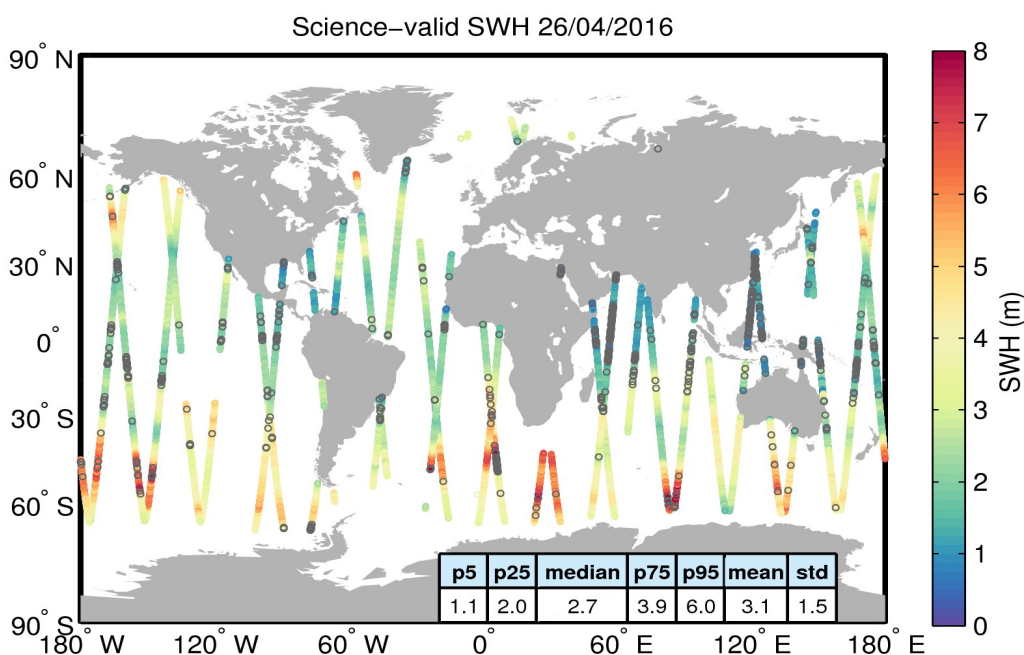 Science−valid SWH 26/04/2016
90° N
60° N
30° N
0°
30° S
60° S
90° S
180° W
120° W
60° W
0°
60° E
120° E
180° E
8
7
6
5
4
3
2
1
0
SWH (m)
p5 p25 median p75 p95 mean std
1.1 2.0 2.7 3.9 6.0 3.1 1.5